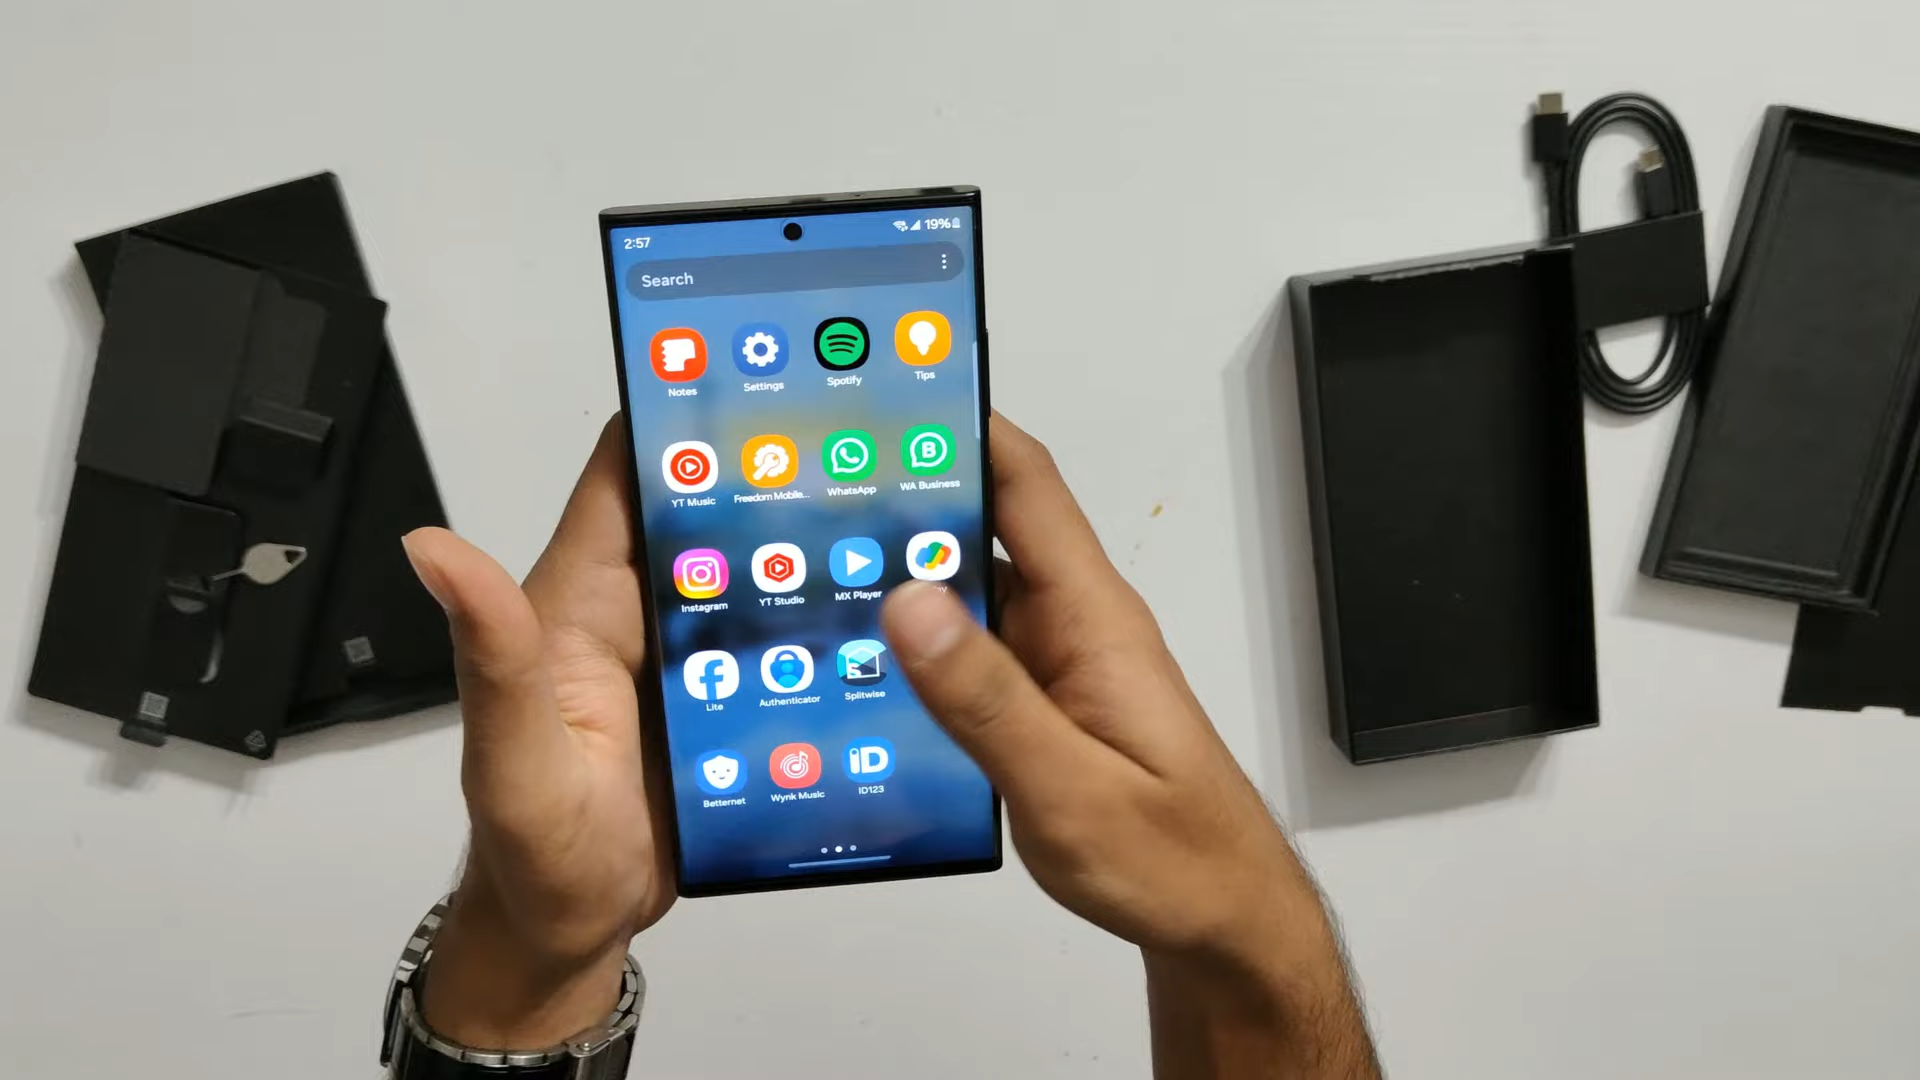 2:57 19%
Search
Notes Settings Spotify Tips
YT Music Freedom Mobile... WhatsApp WA Business
B
Instagram YT Studio MX Player
Lite Authenticator Splitwise
iD
Betternet Wynk Music ID123